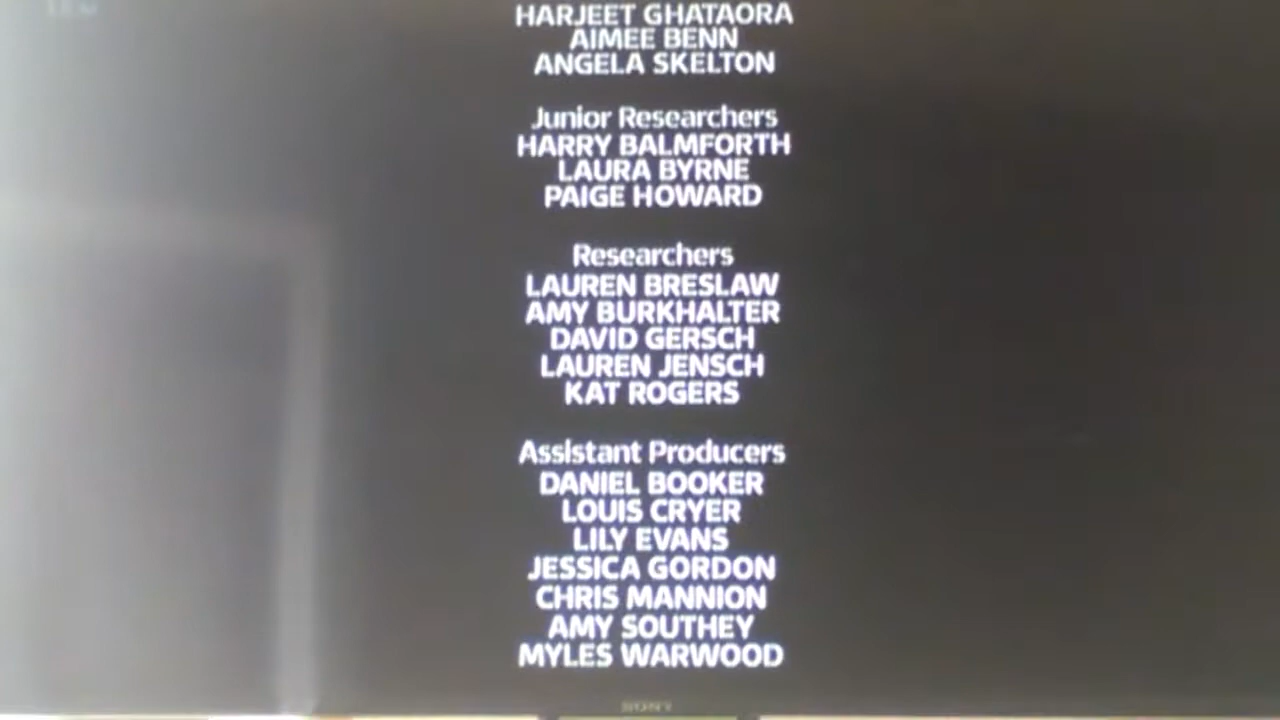 HARJEET GHATAORA
AIMEE BENN
ANGELA SKELTON
Junior Researchers
HARRY BALMFORTH
LAURA BYRNE
PAIGE HOWARD
Researchers
LAUREN BRESLAW
AMY BURKHALTER
DAVID GERSCH
LAUREN JENSCH
KAT ROGERS
Assistant Producers
DANIEL BOOKER
LOUIS CRYER
LILY EVANS
JESSICA GORDON
CHRIS MANNION
AMY SOUTHEY
MYLES WARWOOD
SONY